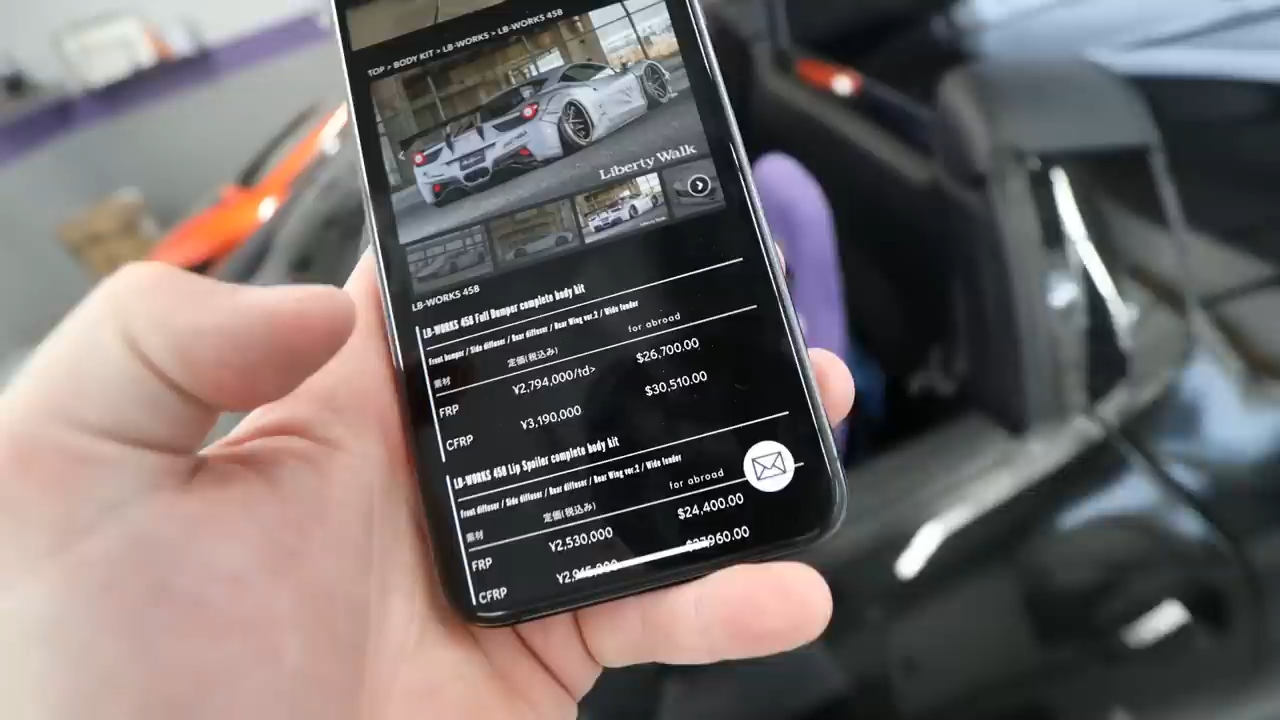 TOP > BODY KIT > LB-WORKS > LB-WORKS 458
Liberty Walk
LB-WORKS 458
LB-WORKS 458 Full Bumper complete body kit
Front bumper / Side diffuser / Rear diffuser / Rear Wing ver.2 / Wide fender
素材 定価(税込み) for abroad
FRP ¥2,794,000/td> $26,700.00
CFRP ¥3,190,000 $30,510.00
LB-WORKS 458 Lip Spoiler complete body kit
Front diffuser / Side diffuser / Rear diffuser / Rear Wing ver.2 / Wide fender
素材 定価(税込み) for abroad
FRP ¥2,530,000 $24,400.00
CFRP